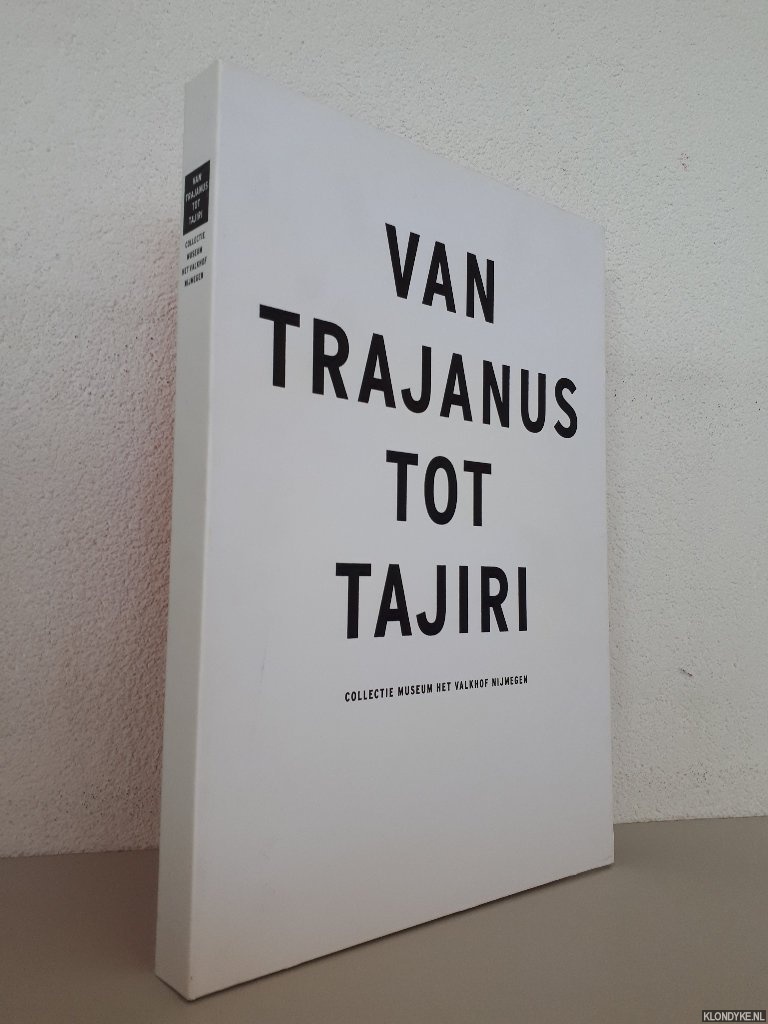 VAN
TRAJANUS
TOT
TAJIRI
COLLECTIE
MUSEUM
HET VALKHOF
NIJMEGEN
VAN
TRAJANUS
TOT
TAJIRI
COLLECTIE MUSEUM HET VALKHOF NIJMEGEN
KLONDYKE.NL